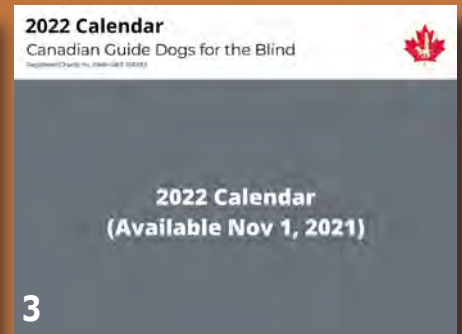 2022 Calendar
Canadian Guide Dogs for the Blind
2022 Calendar
(Available Nov 1, 2021)
3